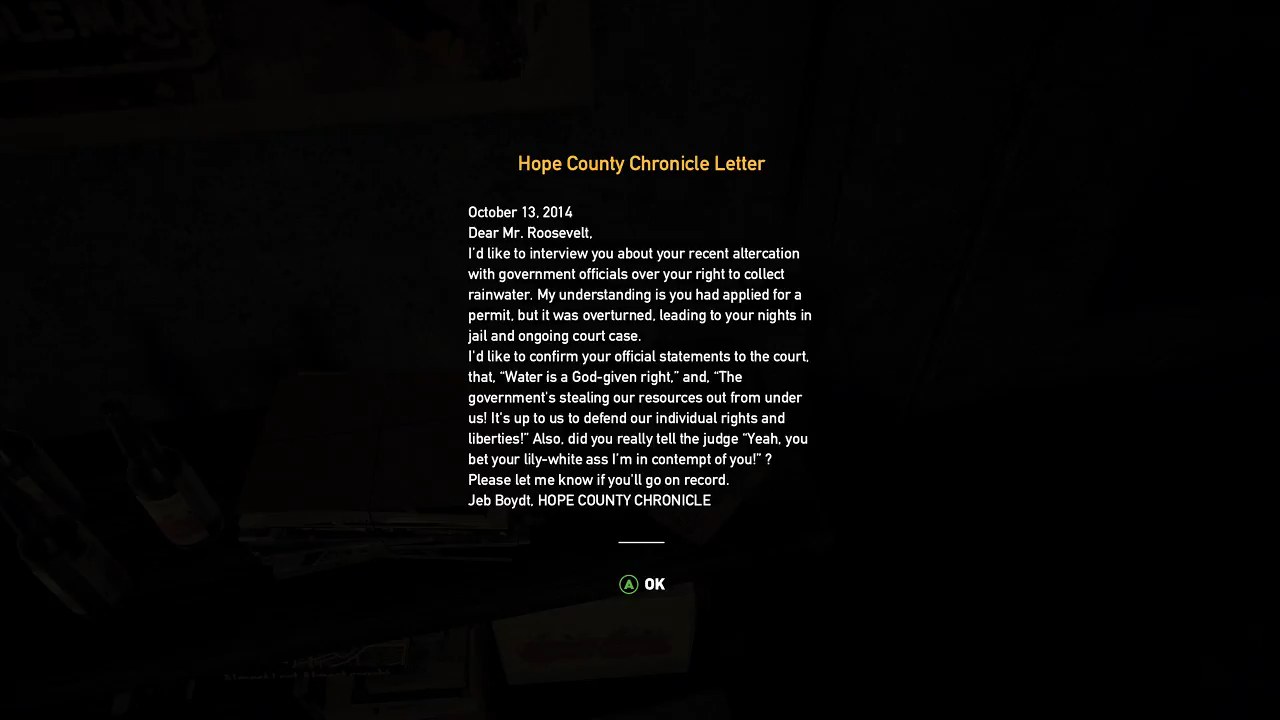 Hope County Chronicle Letter
October 13, 2014
Dear Mr. Roosevelt,
I'd like to interview you about your recent altercation
with government officials over your right to collect
rainwater. My understanding is you had applied for a
permit, but it was overturned, leading to your nights in
jail and ongoing court case.
I'd like to confirm your official statements to the court,
that, “Water is a God-given right,” and, “The
government's stealing our resources out from under
us! It's up to us to defend our individual rights and
liberties!” Also, did you really tell the judge “Yeah, you
bet your lily-white ass I'm in contempt of you!” ?
Please let me know if you'll go on record.
Jeb Boydt, HOPE COUNTY CHRONICLE
A OK